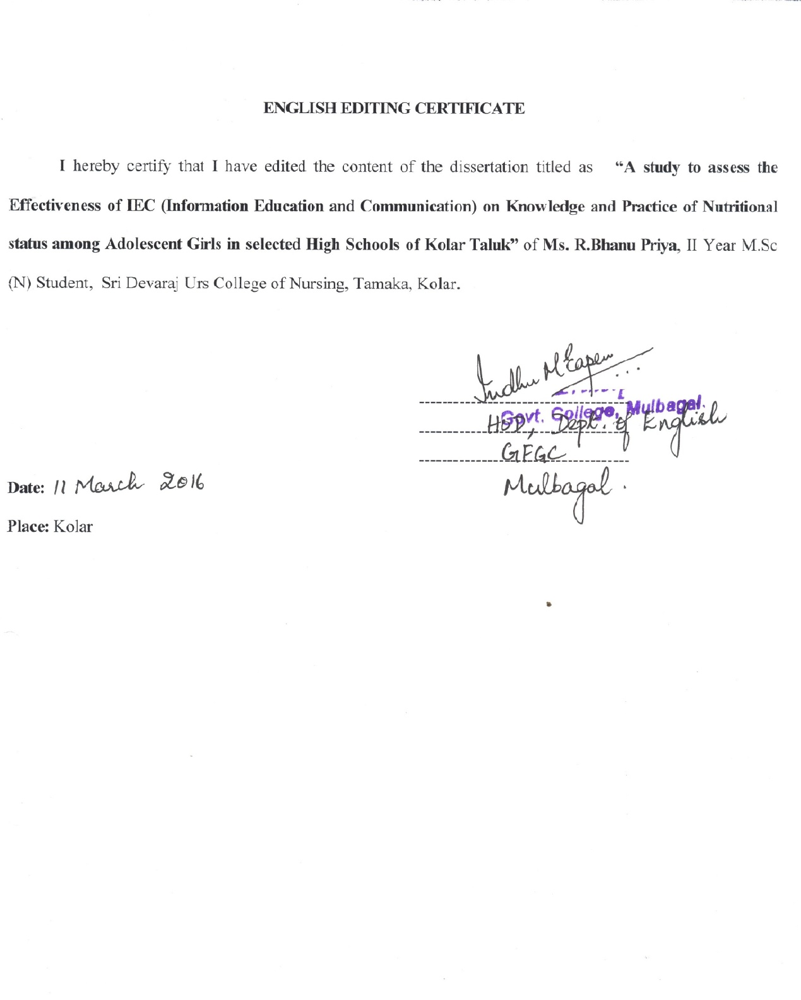 ENGLISH EDITING CERTIFICATE
I hereby certify that I have edited the content of the dissertation titled as “A study to assess the
Effectiveness of IEC (Information Education and Communication) on Knowledge and Practice of Nutritional
status among Adolescent Girls in selected High Schools of Kolar Taluk” of Ms. R.Bhanu Priya, II Year M.Sc
(N) Student, Sri Devaraj Urs College of Nursing, Tamaka, Kolar.
Indhu M Eapen
Govt. College, Mulbagal.
HOD, Dept. of English
GFGC
Mulbagal.
Date: 11 March 2016
Place: Kolar